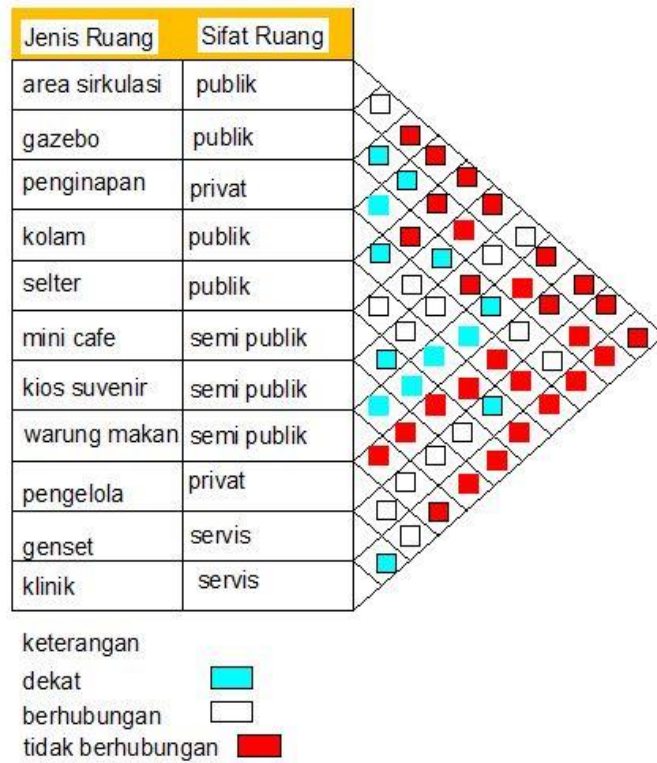 Jenis Ruang Sifat Ruang
area sirkulasi publik
gazebo publik
penginapan privat
kolam publik
selter publik
mini cafe semi publik
kios suvenir semi publik
warung makan semi publik
pengelola privat
genset servis
klinik servis
keterangan
dekat
berhubungan
tidak berhubungan